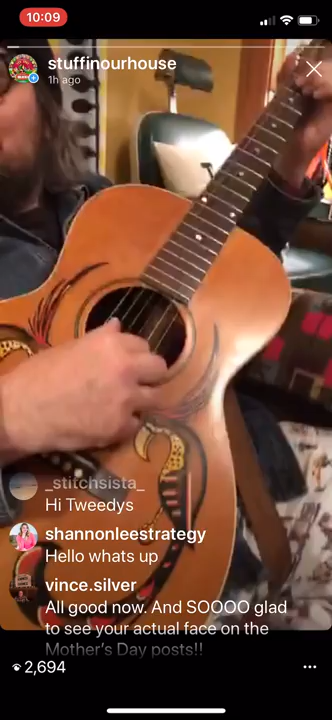 10:09
stuffinourhouse
1h ago
_stitchsista_
Hi Tweedys
shannonleestrategy
Hello whats up
vince.silver
All good now. And SOOOO glad
to see your actual face on the
Mother's Day posts!!
2,694